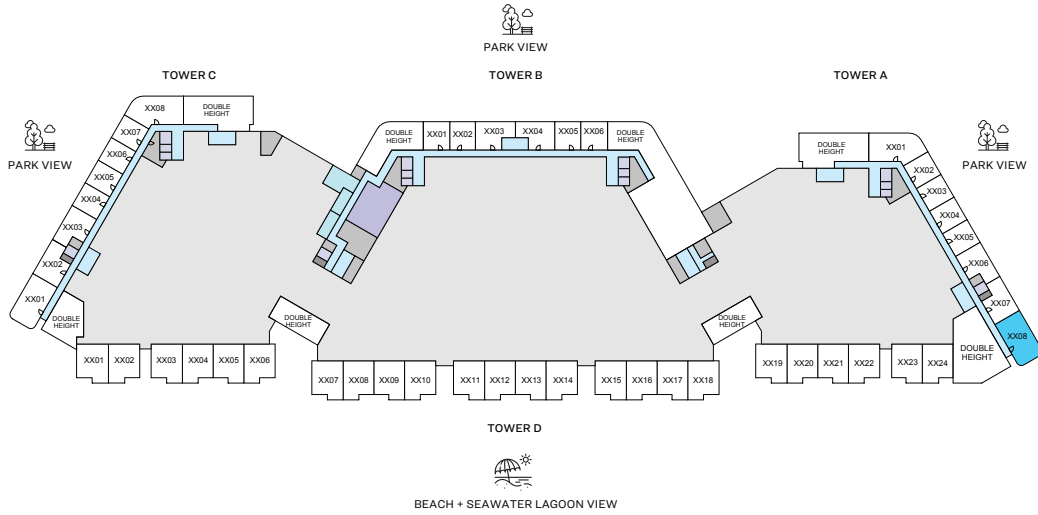 PARK VIEW
TOWER C
TOWER B
TOWER A
PARK VIEW
PARK VIEW
XX08
DOUBLE
HEIGHT
XX07
XX06
XX05
XX04
XX03
XX02
XX01
DOUBLE
HEIGHT
DOUBLE
HEIGHT
XX01
XX02
XX03
XX04
XX05
XX06
DOUBLE
HEIGHT
DOUBLE
HEIGHT
XX01
XX02
XX03
XX04
XX05
XX06
XX07
XX08
DOUBLE
HEIGHT
DOUBLE
HEIGHT
DOUBLE
HEIGHT
XX01
XX02
XX03
XX04
XX05
XX06
XX07
XX08
XX09
XX10
XX11
XX12
XX13
XX14
XX15
XX16
XX17
XX18
XX19
XX20
XX21
XX22
XX23
XX24
TOWER D
BEACH + SEAWATER LAGOON VIEW